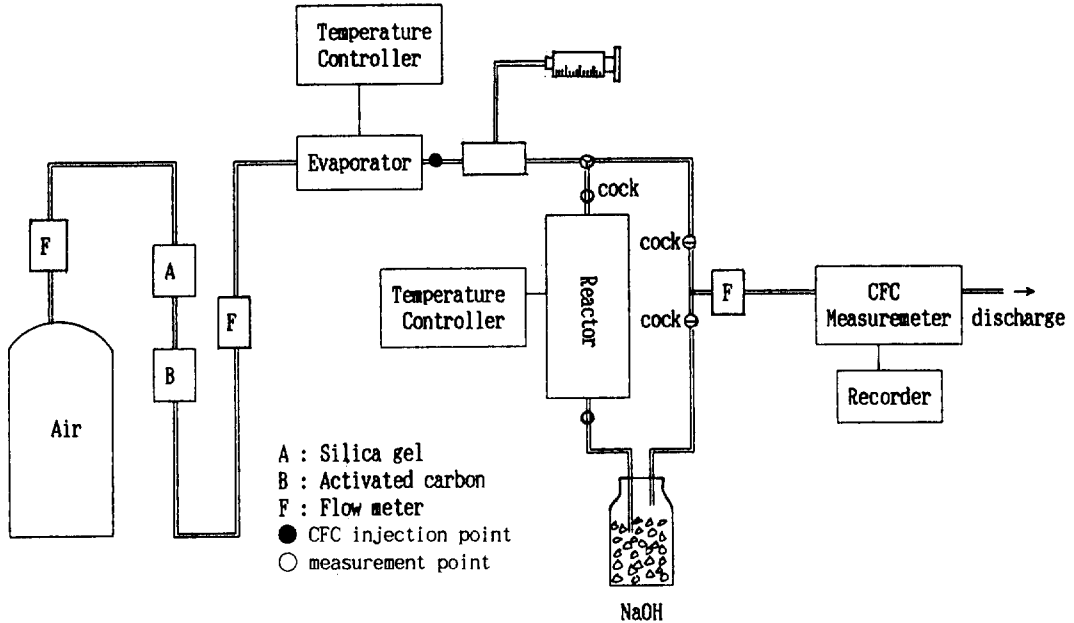 Temperature
Controller
Evaporator
cock
F
A
cock
Reactor
Temperature
Controller
F
F
CFC
Measuremeter
discharge
cock
B
Recorder
Air
A : Silica gel
B : Activated carbon
F : Flow meter
CFC injection point
measurement point
NaOH